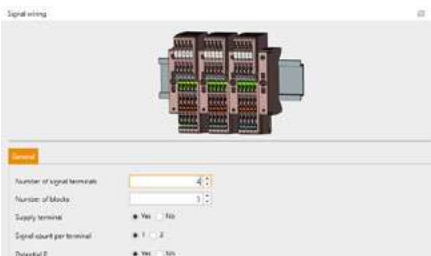 Signal wiring
General
Number of signal terminals
4
Number of blocks
1
Supply terminal Yes No
Signal count per terminal 1 2
Potential Yes No